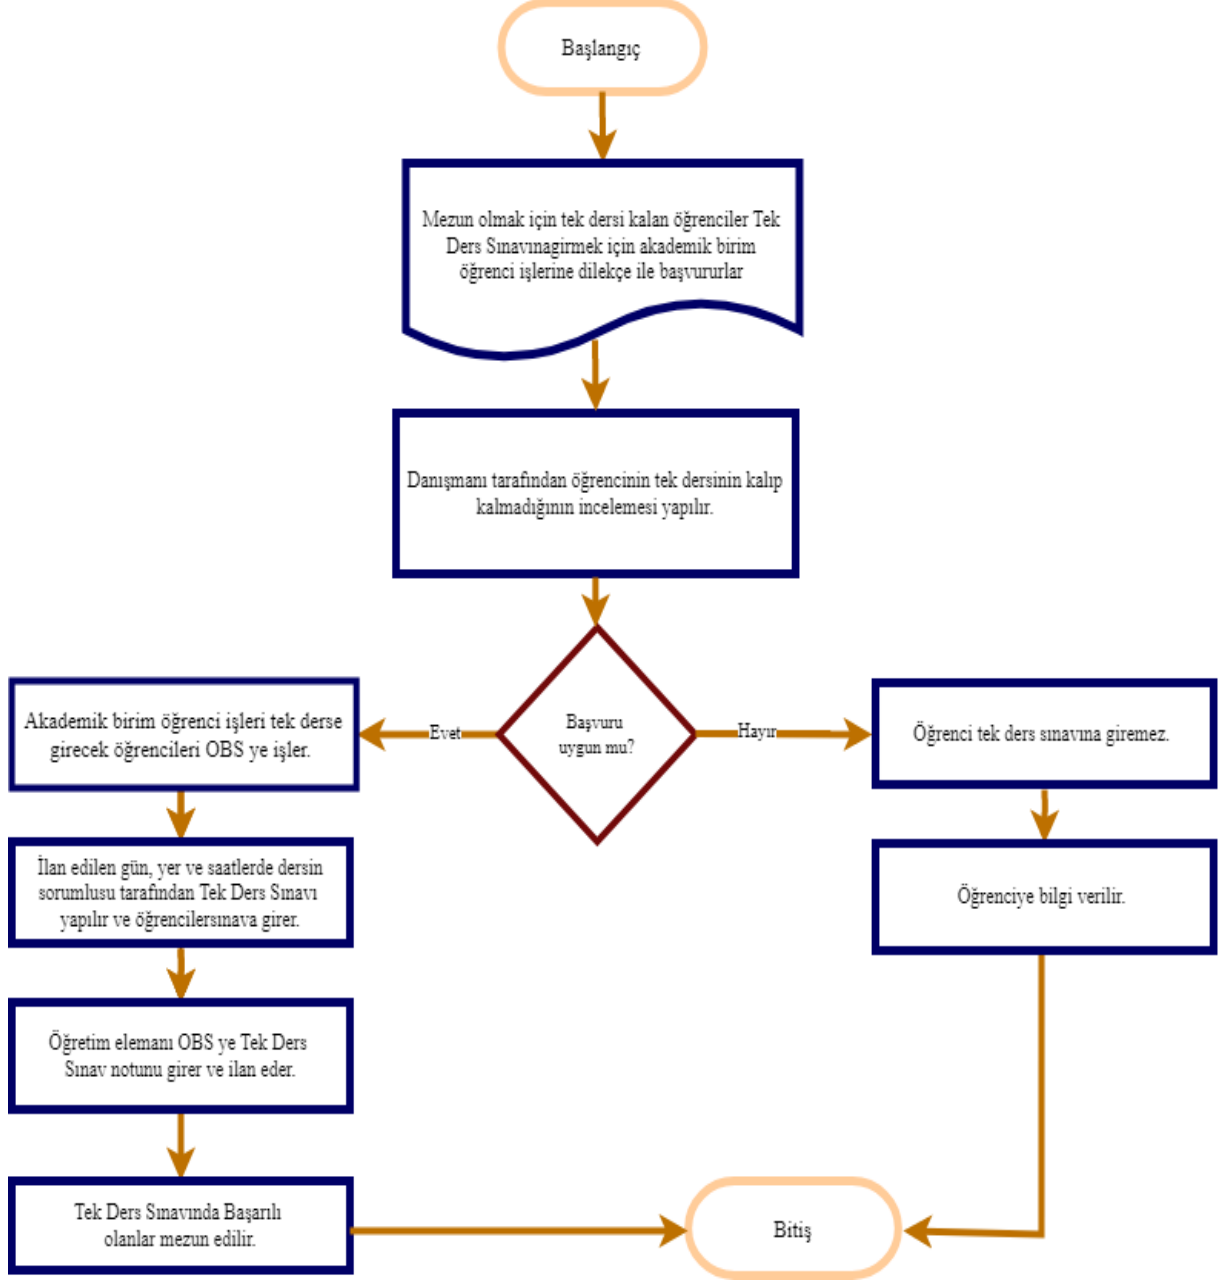 Başlangıç
Mezun olmak için tek dersi kalan öğrenciler Tek
Ders Sınavınagirmek için akademik birim
öğrenci işlerine dilekçe ile başvururlar
Danışmanı tarafından öğrencinin tek dersinin kalıp
kalmadığının incelemesi yapılır.
Başvuru
uygun mu?
Evet
Hayır
Akademik birim öğrenci işleri tek derse
girecek öğrencileri OBS ye işler.
Öğrenci tek ders sınavına giremez.
İlan edilen gün, yer ve saatlerde dersin
sorumlusu tarafından Tek Ders Sınavı
yapılır ve öğrencilersınava girer.
Öğrenciye bilgi verilir.
Öğretim elemanı OBS ye Tek Ders
Sınav notunu girer ve ilan eder.
Tek Ders Sınavında Başarılı
olanlar mezun edilir.
Bitiş